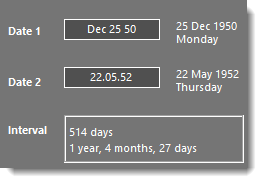 Date 1
Dec 25 50
25 Dec 1950
Monday
Date 2
22.05.52
22 May 1952
Thursday
Interval
514 days
1 year, 4 months, 27 days